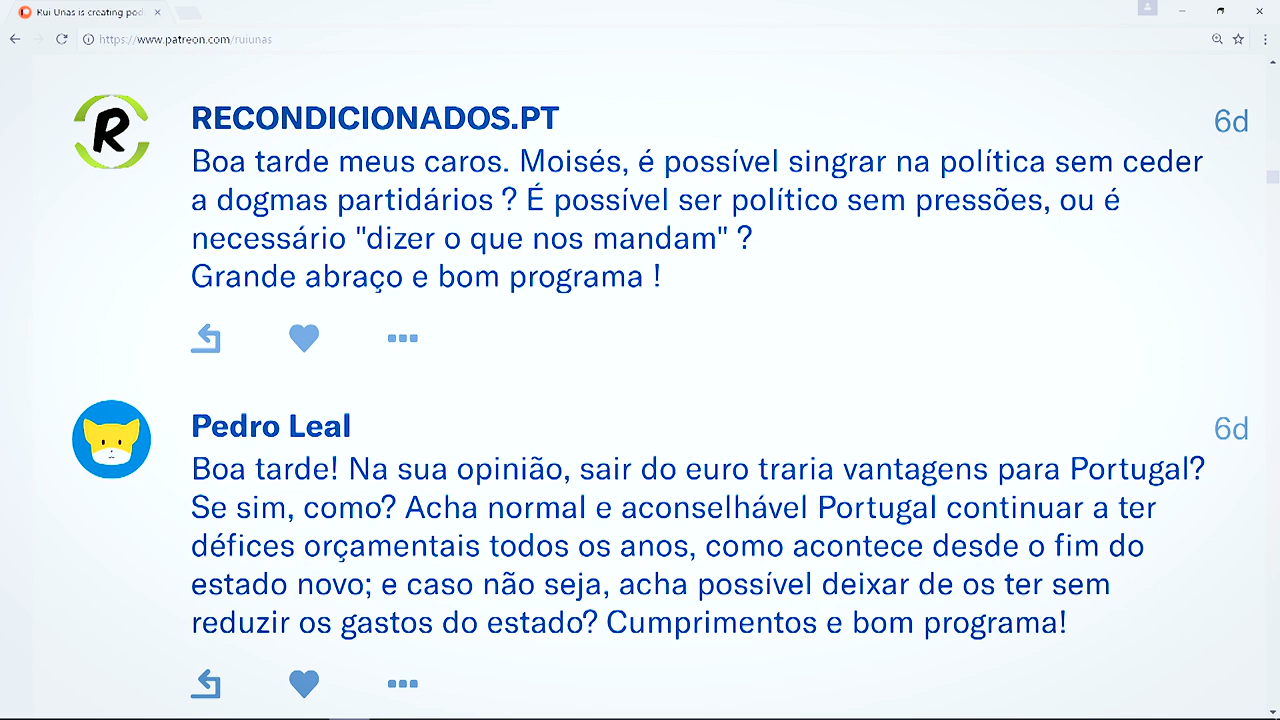 Rui Unas is creating pod
https://www.patreon.com/ruiunas
R
RECONDICIONADOS.PT
6d
Boa tarde meus caros. Moisés, é possível singrar na política sem ceder
a dogmas partidários ? É possível ser político sem pressões, ou é
necessário "dizer o que nos mandam" ?
Grande abraço e bom programa !
Pedro Leal
6d
Boa tarde! Na sua opinião, sair do euro traria vantagens para Portugal?
Se sim, como? Acha normal e aconselhável Portugal continuar a ter
défices orçamentais todos os anos, como acontece desde o fim do
estado novo; e caso não seja, acha possível deixar de os ter sem
reduzir os gastos do estado? Cumprimentos e bom programa!